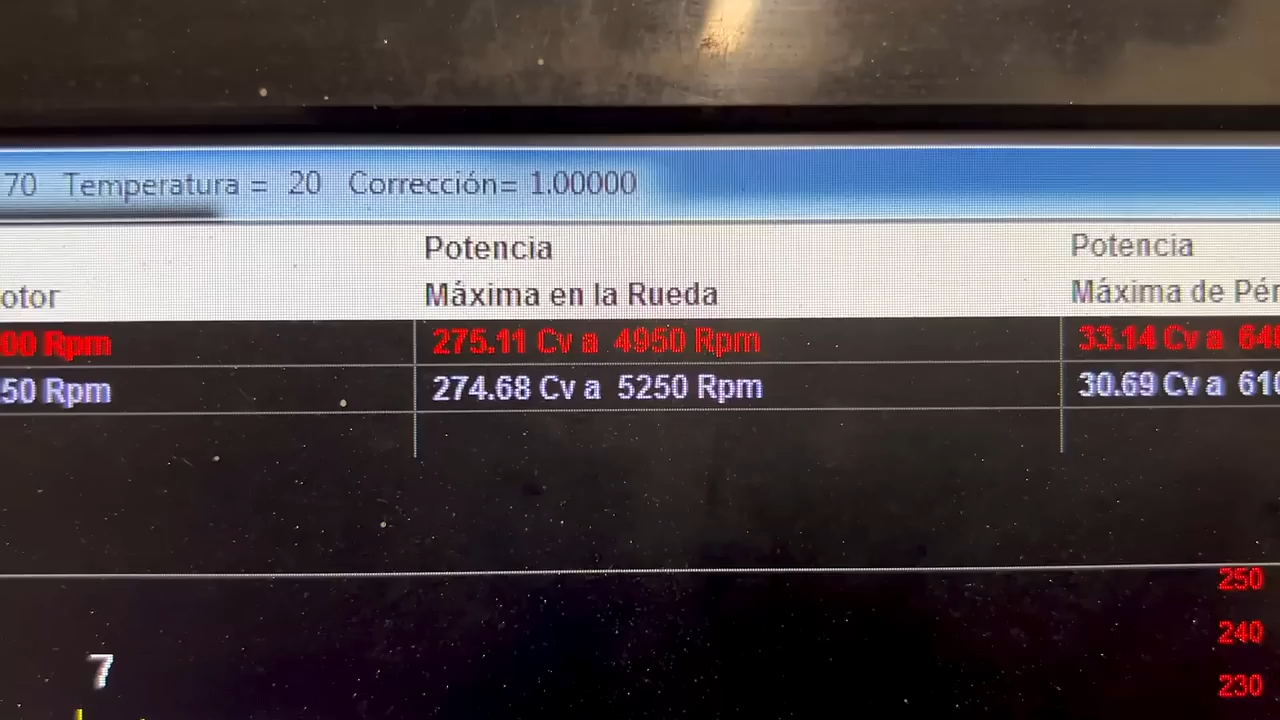 70 Temperatura = 20 Corrección= 1.00000
Potencia Potencia
otor Máxima en la Rueda Máxima de Pér
00 Rpm 275.11 Cv a 4950 Rpm 33.14 Cv a 640
50 Rpm 274.68 Cv a 5250 Rpm 30.69 Cv a 610
250
240
7
230